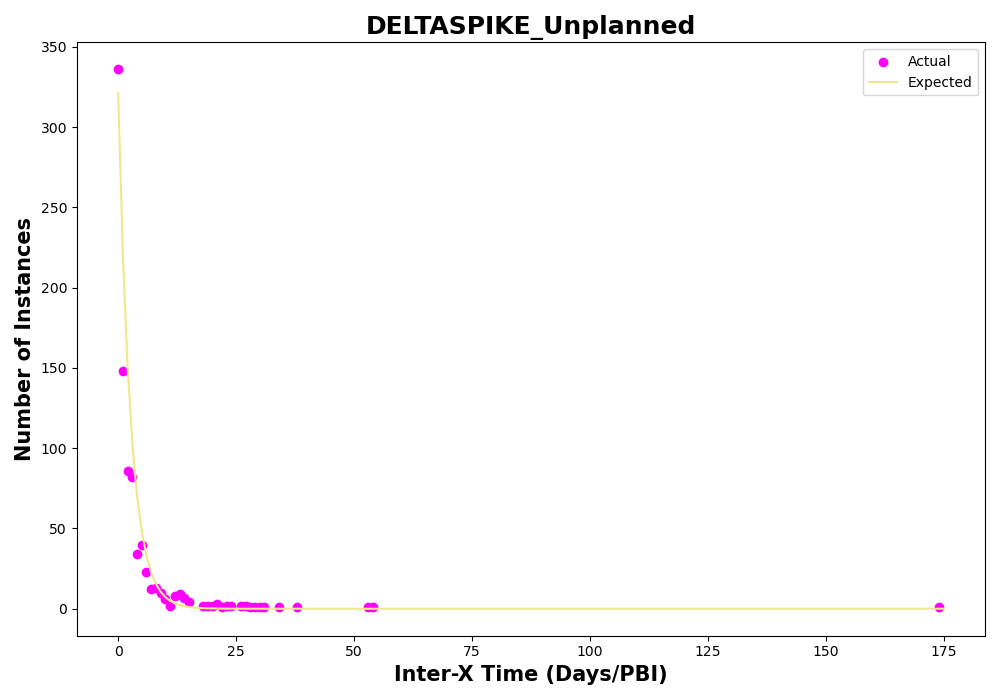 DELTASPIKE_Unplanned
Actual
Expected
Number of Instances
350
300
250
200
150
100
50
0
0 25 50 75 100 125 150 175
Inter-X Time (Days/PBI)